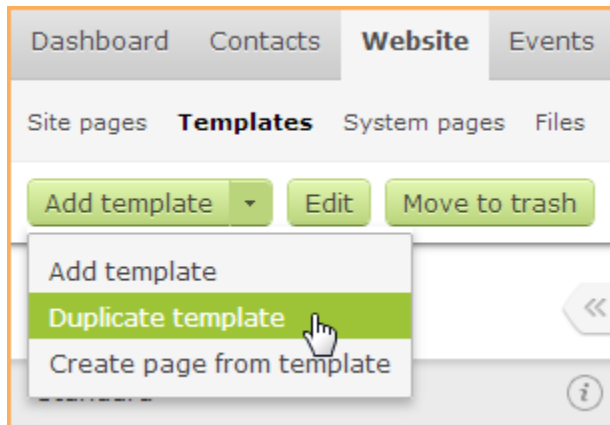 Dashboard Contacts Website Events
Site pages Templates System pages Files
Add template Edit Move to trash
Add template
Duplicate template
Create page from template